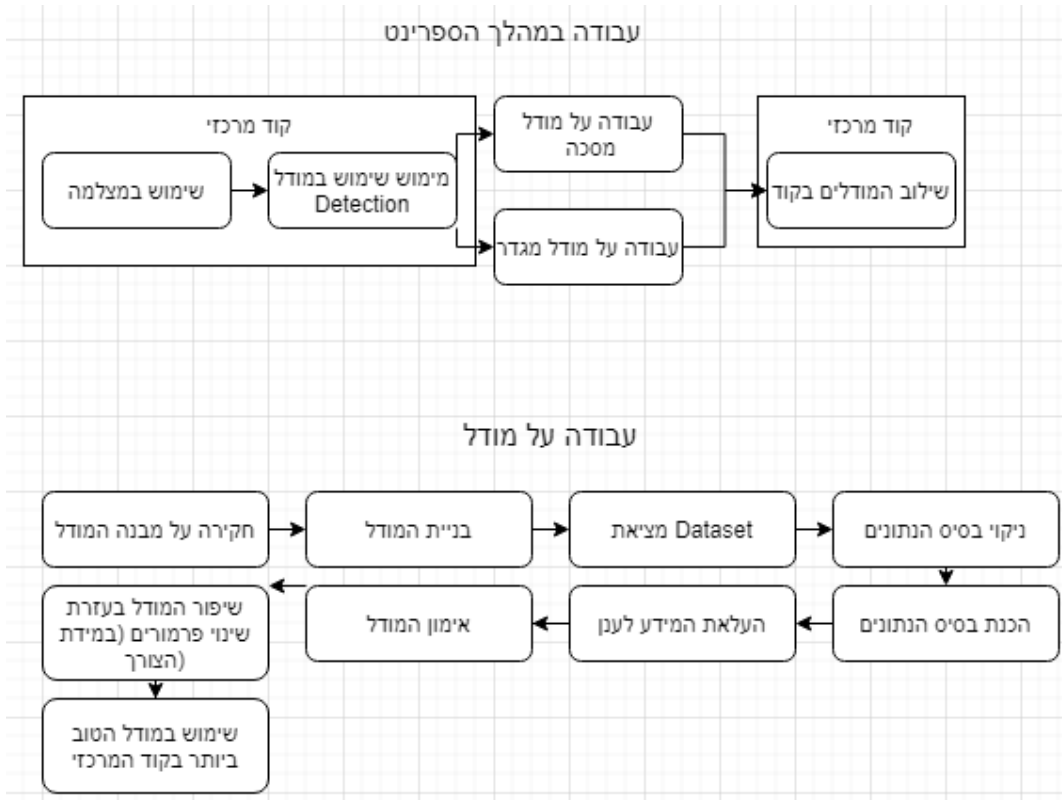 עבודה במהלך הספרינט
קוד מרכזי
שימוש במצלמה
מימוש שימוש במודל
Detection
עבודה על מודל
מסכה
עבודה על מודל מגדר
קוד מרכזי
שילוב המודלים בקוד
עבודה על מודל
חקירה על מבנה המודל
בניית המודל
מציאת Dataset
ניקוי בסיס הנתונים
הכנת בסיס הנתונים
העלאת המידע לענן
אימון המודל
שיפור המודל בעזרת
שינוי פרמורים (במידת
הצורך)
שימוש במודל הטוב
ביותר בקוד המרכזי